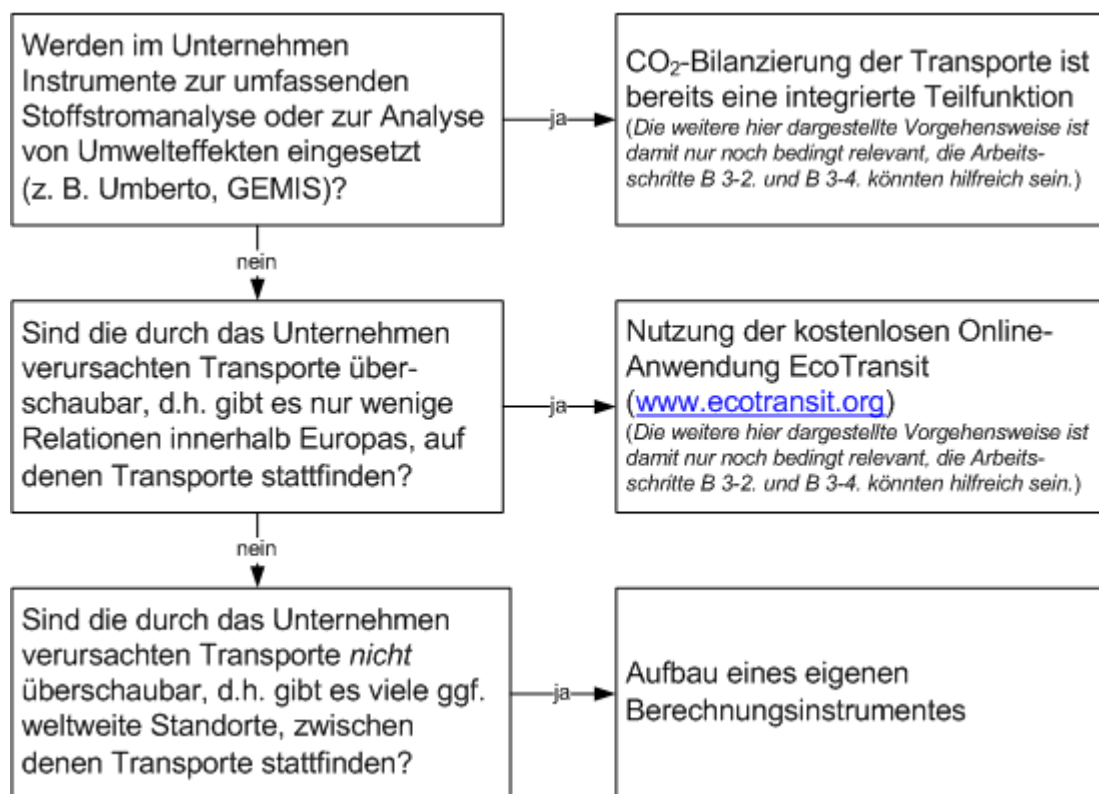 Werden im Unternehmen
Instrumente zur umfassenden
Stoffstromanalyse oder zur Analyse
von Umwelteffekten eingesetzt
(z. B. Umberto, GEMIS)?
ja
CO₂-Bilanzierung der Transporte ist
bereits eine integrierte Teilfunktion
(Die weitere hier dargestellte Vorgehensweise ist
damit nur noch bedingt relevant, die Arbeits-
schritte B 3-2. und B 3-4. könnten hilfreich sein.)
nein
Sind die durch das Unternehmen
verursachten Transporte über-
schaubar, d.h. gibt es nur wenige
Relationen innerhalb Europas, auf
denen Transporte stattfinden?
ja
Nutzung der kostenlosen Online-
Anwendung EcoTransit
(www.ecotransit.org)
(Die weitere hier dargestellte Vorgehensweise ist
damit nur noch bedingt relevant, die Arbeits-
schritte B 3-2. und B 3-4. könnten hilfreich sein.)
nein
Sind die durch das Unternehmen
verursachten Transporte nicht
überschaubar, d.h. gibt es viele ggf.
weltweite Standorte, zwischen
denen Transporte stattfinden?
ja
Aufbau eines eigenen
Berechnungsinstrumentes